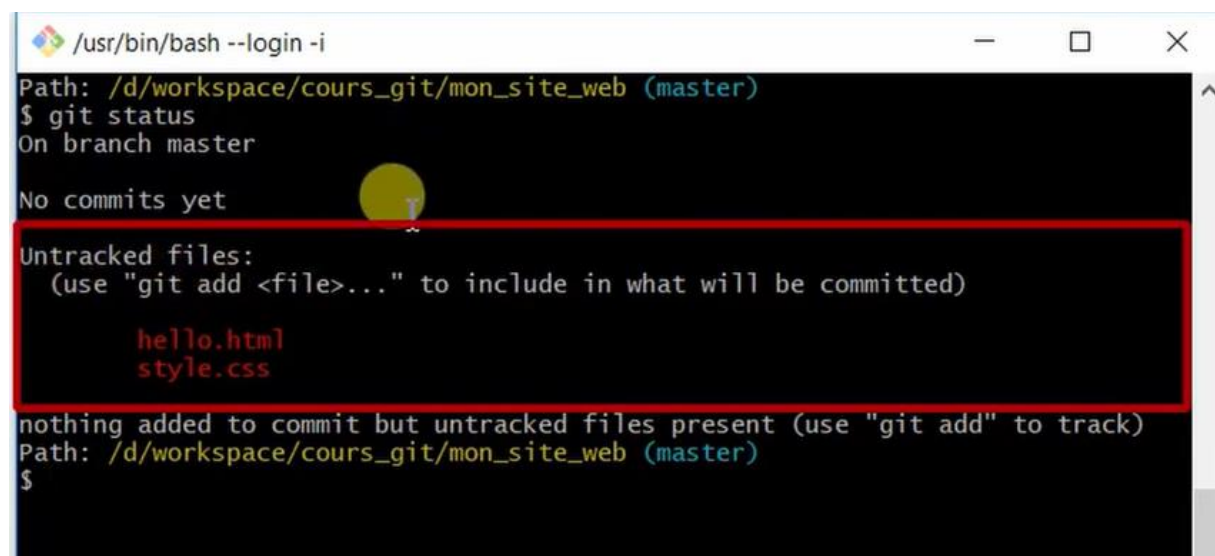 /usr/bin/bash --login -i
Path: /d/workspace/cours_git/mon_site_web (master)
$ git status
On branch master
No commits yet
Untracked files:
(use "git add <file>..." to include in what will be committed)
hello.html
style.css
nothing added to commit but untracked files present (use "git add" to track)
Path: /d/workspace/cours_git/mon_site_web (master)
$